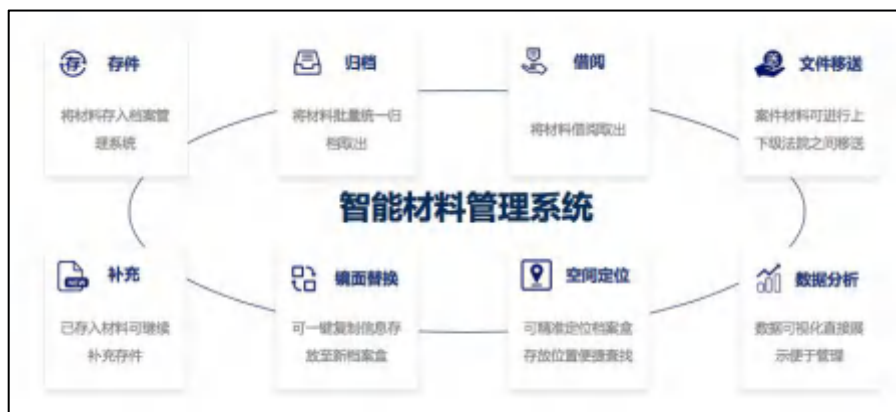 存件
将材料存入档案管
理系统
归档
将材料批量统一归
档取出
借阅
将材料借阅取出
文件移送
案件材料可进行上
下级法院之间移送
智能材料管理系统
补充
已存入材料可继续
补充存件
镜面替换
可一键复制信息存
放至新档案盒
空间定位
可精准定位档案盒
存放位置便捷查找
数据分析
数据可视化直接展
示便于管理